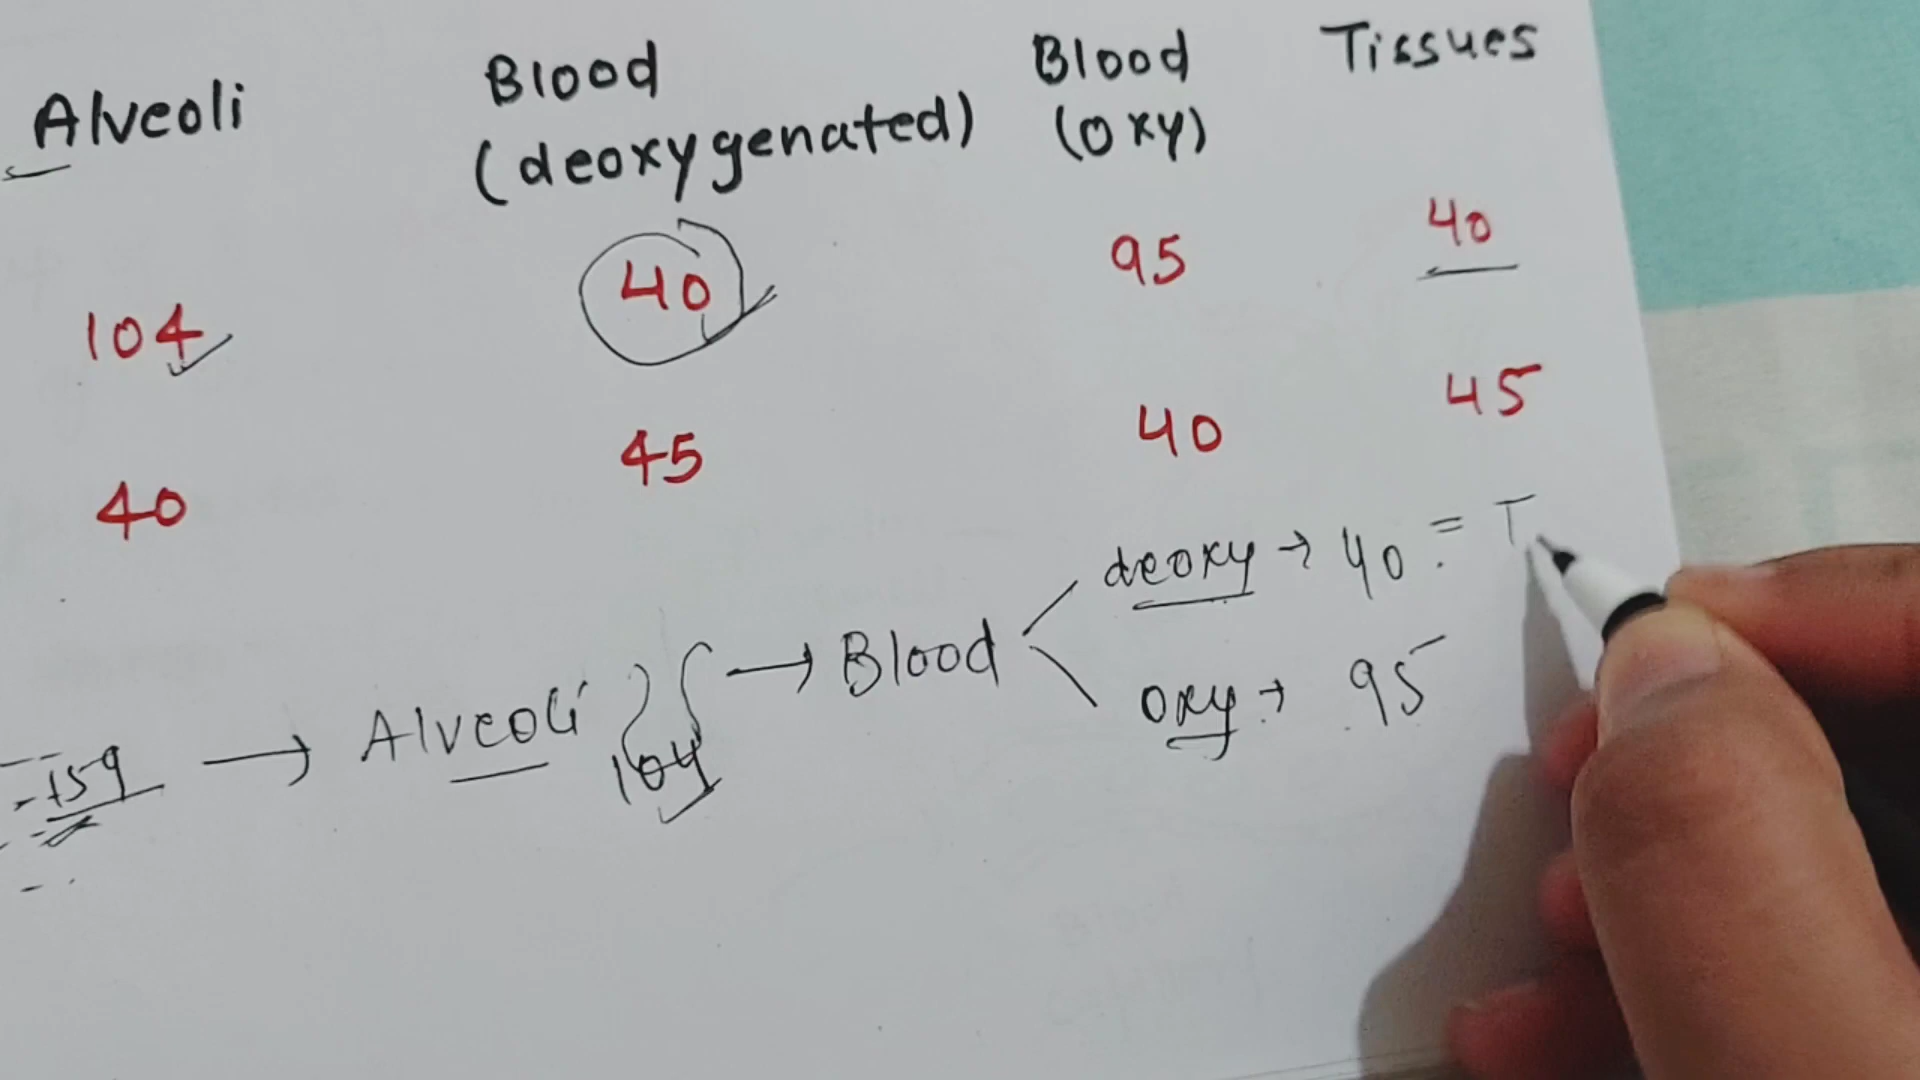 Alveoli Blood Blood Tissues
(deoxygenated) (oxy)
104 40 95 40
40 45 40 45
deoxy → 40 = T
159 → Alveoli 104 → Blood
oxy → 95